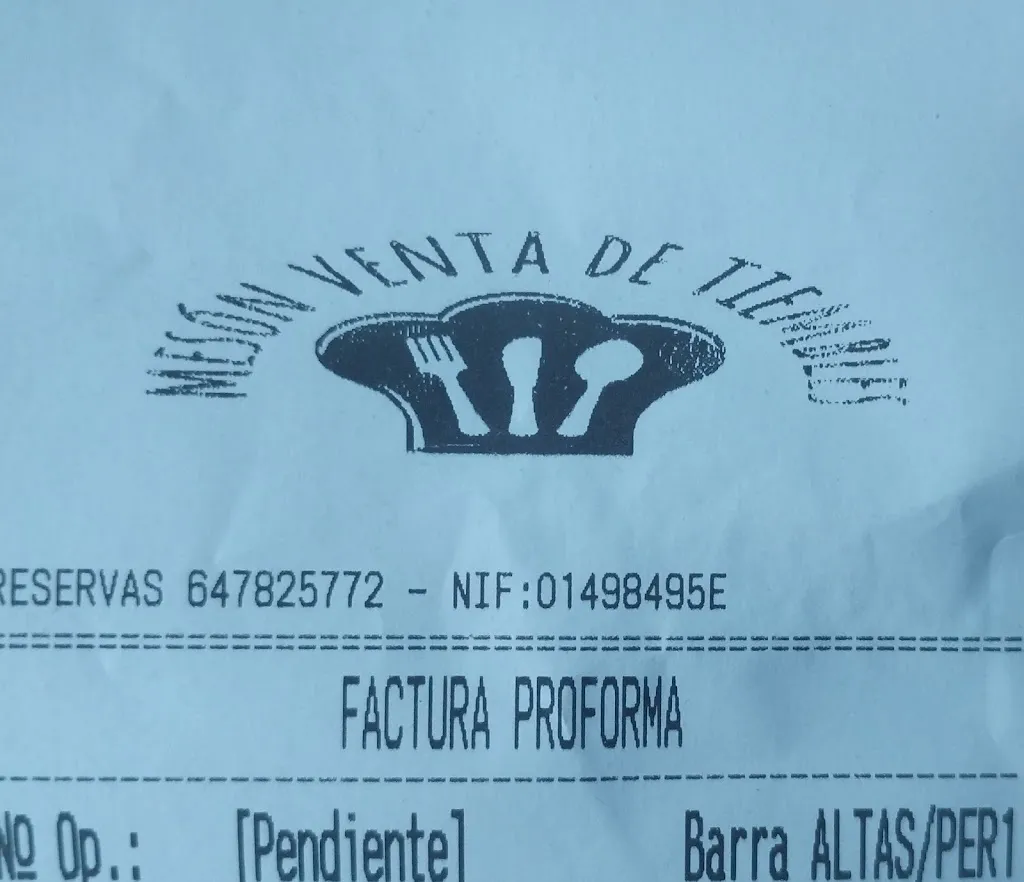 MESÓN VENTA DE
RESERVAS 647825772 - NIF:01498495E
FACTURA PROFORMA
Nº Op.: [Pendiente] Barra ALTAS/PER1